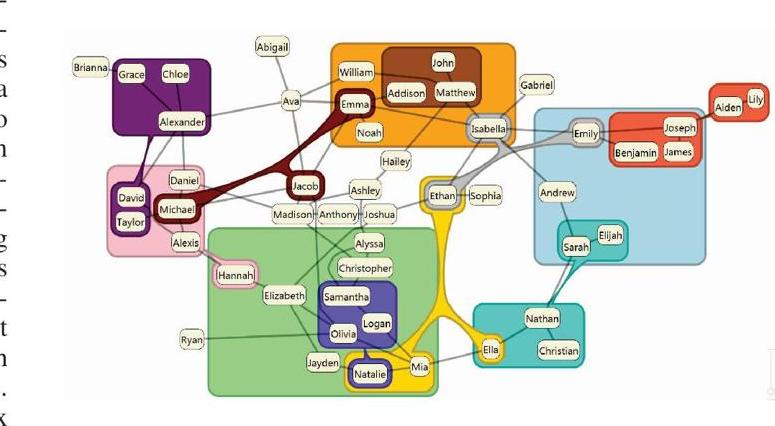 s
a
o
n
g
s
t
n
.
x
Abigail
Brianna
Grace
Chloe
William
John
Addison
Matthew
Gabriel
Lily
Aiden
Ava
Emma
Alexander
Noah
Isabella
Emily
Joseph
Benjamin
James
Hailey
Daniel
Jacob
Ashley
David
Ethan
Sophia
Andrew
Michael
Taylor
Madison
Anthony
Joshua
Alexis
Alyssa
Sarah
Elijah
Hannah
Christopher
Elizabeth
Samantha
Logan
Nathan
Ryan
Olivia
Ella
Christian
Jayden
Natalie
Mia